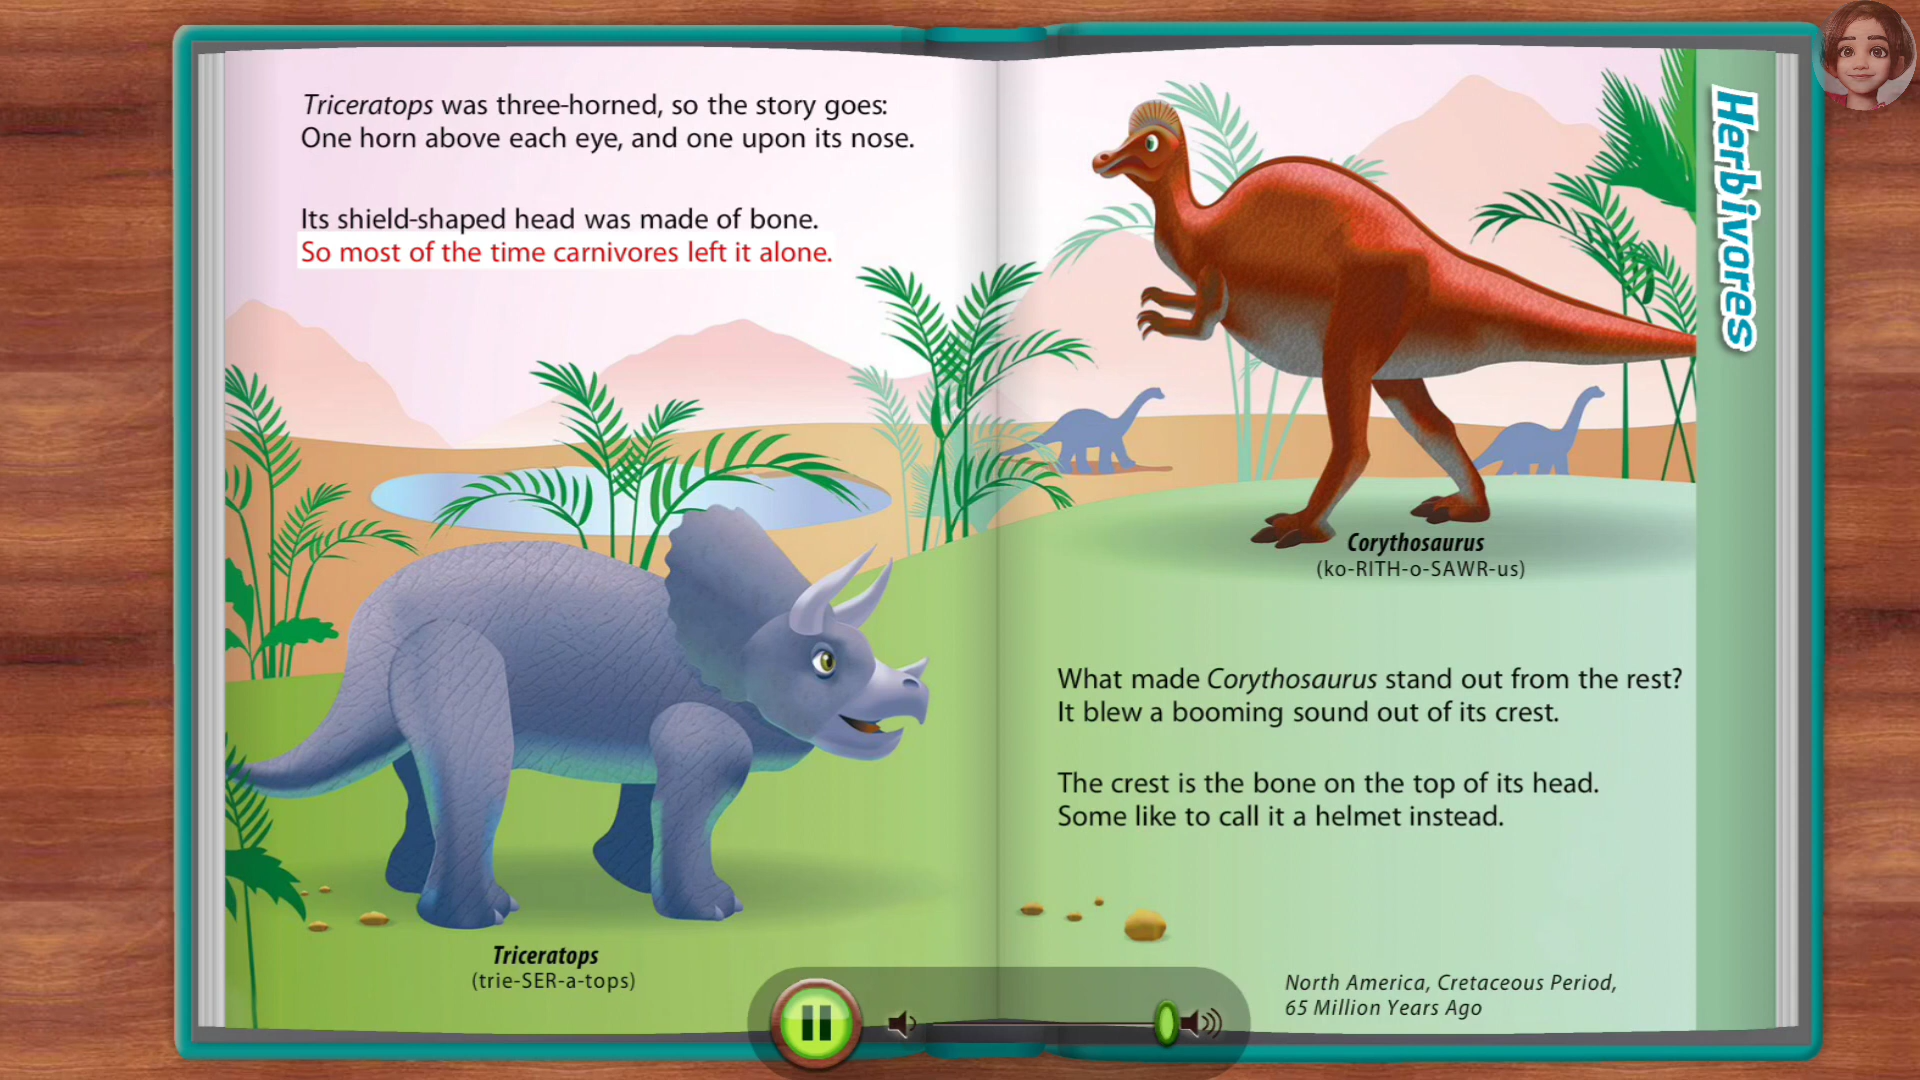 Triceratops was three-horned, so the story goes:
One horn above each eye, and one upon its nose.
Its shield-shaped head was made of bone.
So most of the time carnivores left it alone.
Triceratops
(trie-SER-a-tops)
Herbivores
Corythosaurus
(ko-RITH-o-SAWR-us)
What made Corythosaurus stand out from the rest?
It blew a booming sound out of its crest.
The crest is the bone on the top of its head.
Some like to call it a helmet instead.
North America, Cretaceous Period,
65 Million Years Ago